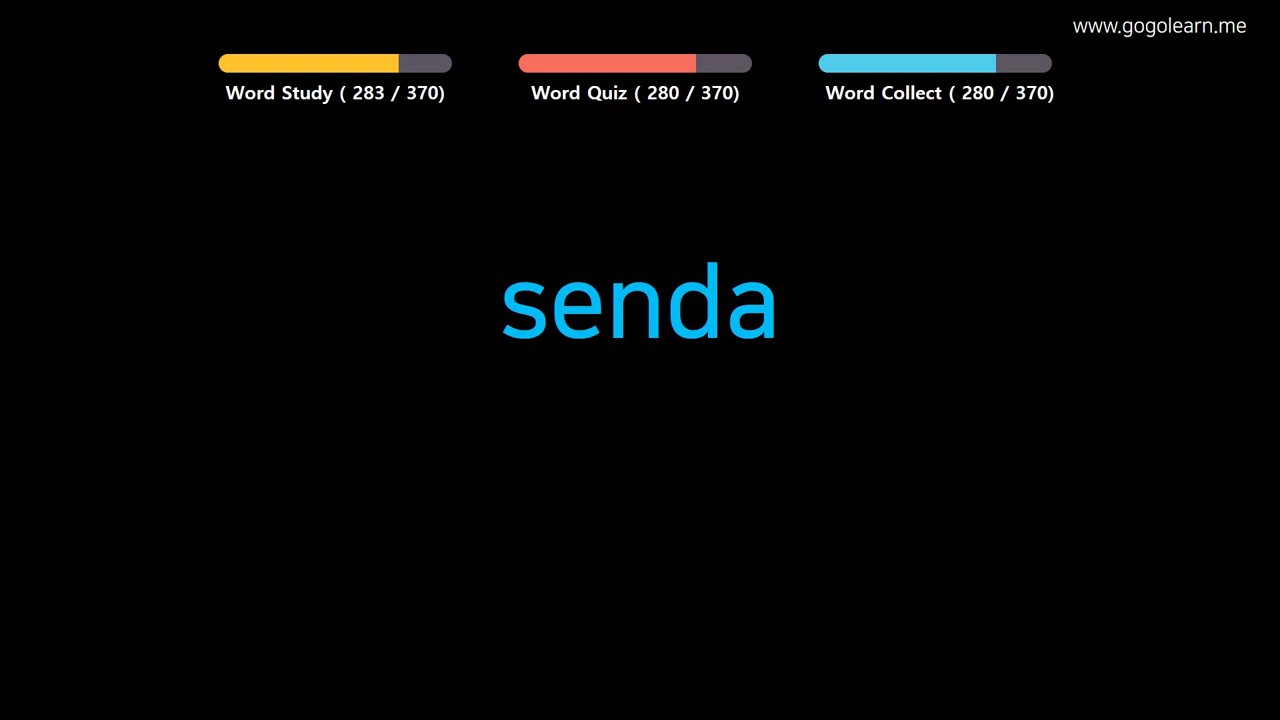 www.gogolearn.me
Word Study ( 283 / 370)
Word Quiz ( 280 / 370)
Word Collect ( 280 / 370)
senda